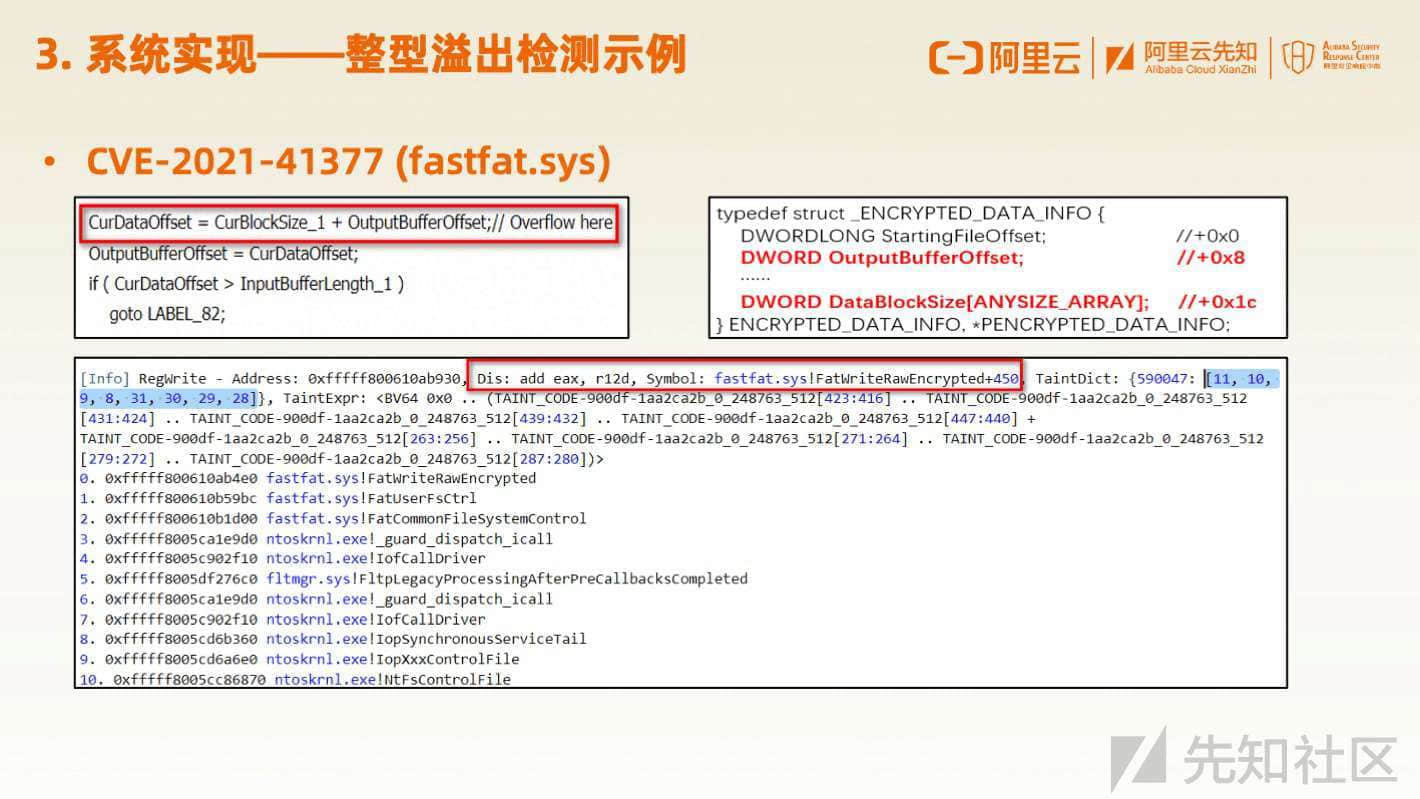 3. 系统实现——整型溢出检测示例
阿里云
阿里云先知
Alibaba Cloud XianZhi
ALIBABA SECURITY
RESPONSE CENTER
• CVE-2021-41377 (fastfat.sys)
CurDataOffset = CurBlockSize_1 + OutputBufferOffset;// Overflow here
OutputBufferOffset = CurDataOffset;
if ( CurDataOffset > InputBufferLength_1 )
goto LABEL_82;
typedef struct _ENCRYPTED_DATA_INFO {
DWORDLONG StartingFileOffset; //+0x0
DWORD OutputBufferOffset; //+0x8
......
DWORD DataBlockSize[ANYSIZE_ARRAY]; //+0x1c
} ENCRYPTED_DATA_INFO, *PENCRYPTED_DATA_INFO;
[Info] RegWrite - Address: 0xfffff800610ab930, Dis: add eax, r12d, Symbol: fastfat.sys!FatWriteRawEncrypted+450, TaintDict: {590047: [11, 10,
9, 8, 31, 30, 29, 28]}, TaintExpr: <BV64 0x0 .. (TAINT_CODE-900df-1aa2ca2b_0_248763_512[423:416] .. TAINT_CODE-900df-1aa2ca2b_0_248763_512
[431:424] .. TAINT_CODE-900df-1aa2ca2b_0_248763_512[439:432] .. TAINT_CODE-900df-1aa2ca2b_0_248763_512[447:440] +
TAINT_CODE-900df-1aa2ca2b_0_248763_512[263:256] .. TAINT_CODE-900df-1aa2ca2b_0_248763_512[271:264] .. TAINT_CODE-900df-1aa2ca2b_0_248763_512
[279:272] .. TAINT_CODE-900df-1aa2ca2b_0_248763_512[287:280])>
0. 0xfffff800610ab4e0 fastfat.sys!FatWriteRawEncrypted
1. 0xfffff800610b59bc fastfat.sys!FatUserFsCtrl
2. 0xfffff800610b1d00 fastfat.sys!FatCommonFileSystemControl
3. 0xfffff8005ca1e9d0 ntoskrnl.exe!_guard_dispatch_icall
4. 0xfffff8005c902f10 ntoskrnl.exe!IofCallDriver
5. 0xfffff8005df276c0 fltmgr.sys!FltpLegacyProcessingAfterPreCallbacksCompleted
6. 0xfffff8005ca1e9d0 ntoskrnl.exe!_guard_dispatch_icall
7. 0xfffff8005c902f10 ntoskrnl.exe!IofCallDriver
8. 0xfffff8005cd6b360 ntoskrnl.exe!IopSynchronousServiceTail
9. 0xfffff8005cd6a6e0 ntoskrnl.exe!IopXxxControlFile
10. 0xfffff8005cc86870 ntoskrnl.exe!NtFsControlFile
先知社区